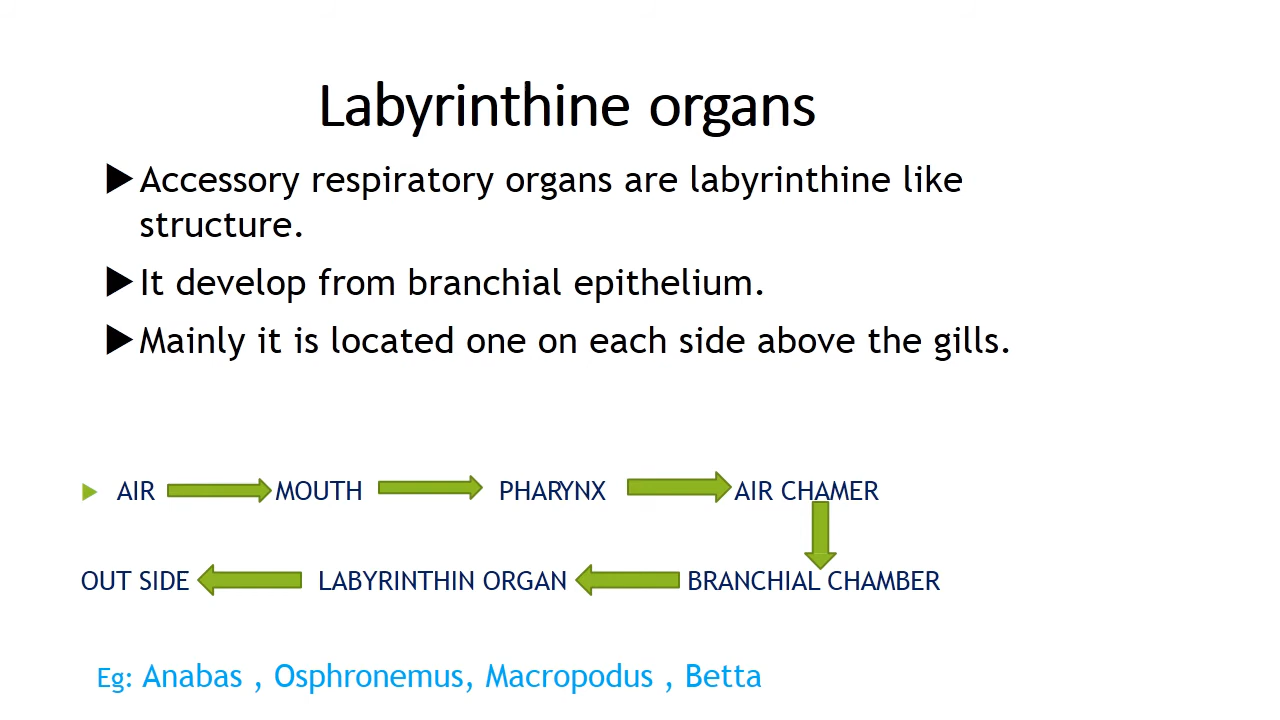 Labyrinthine organs
Accessory respiratory organs are labyrinthine like
structure.
It develop from branchial epithelium.
Mainly it is located one on each side above the gills.
AIR MOUTH PHARYNX AIR CHAMER
OUT SIDE LABYRINTHIN ORGAN BRANCHIAL CHAMBER
Eg: Anabas , Osphronemus, Macropodus , Betta